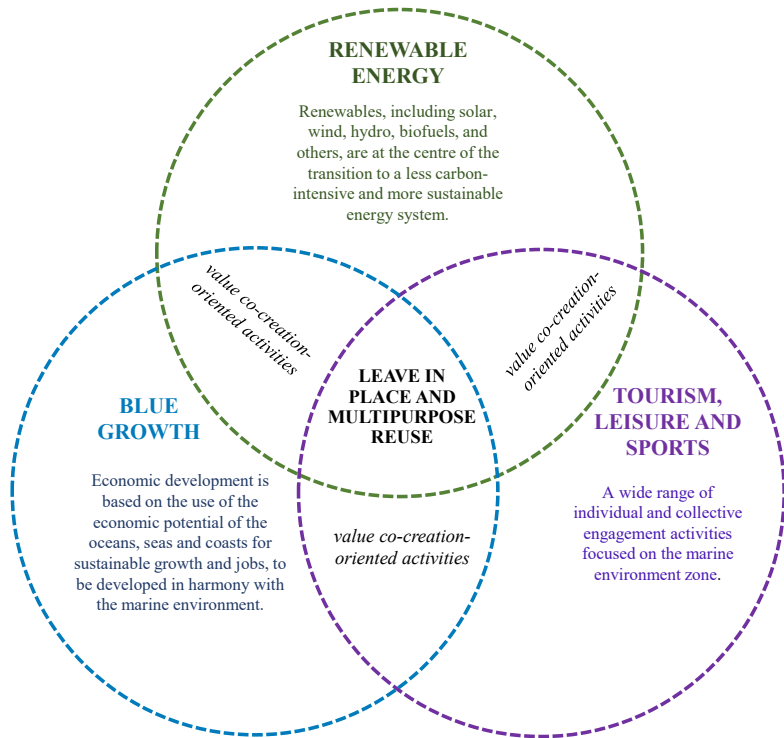 RENEWABLE
ENERGY
Renewables, including solar,
wind, hydro, biofuels, and
others, are at the centre of the
transition to a less carbon-
intensive and more sustainable
energy system.
value co-creation-
oriented activities
value co-creation-
oriented activities
LEAVE IN
PLACE AND
MULTIPURPOSE
REUSE
BLUE
GROWTH
Economic development is
based on the use of the
economic potential of the
oceans, seas and coasts for
sustainable growth and jobs, to
be developed in harmony with
the marine environment.
TOURISM,
LEISURE AND
SPORTS
A wide range of
individual and collective
engagement activities
focused on the marine
environment zone.
value co-creation-
oriented activities